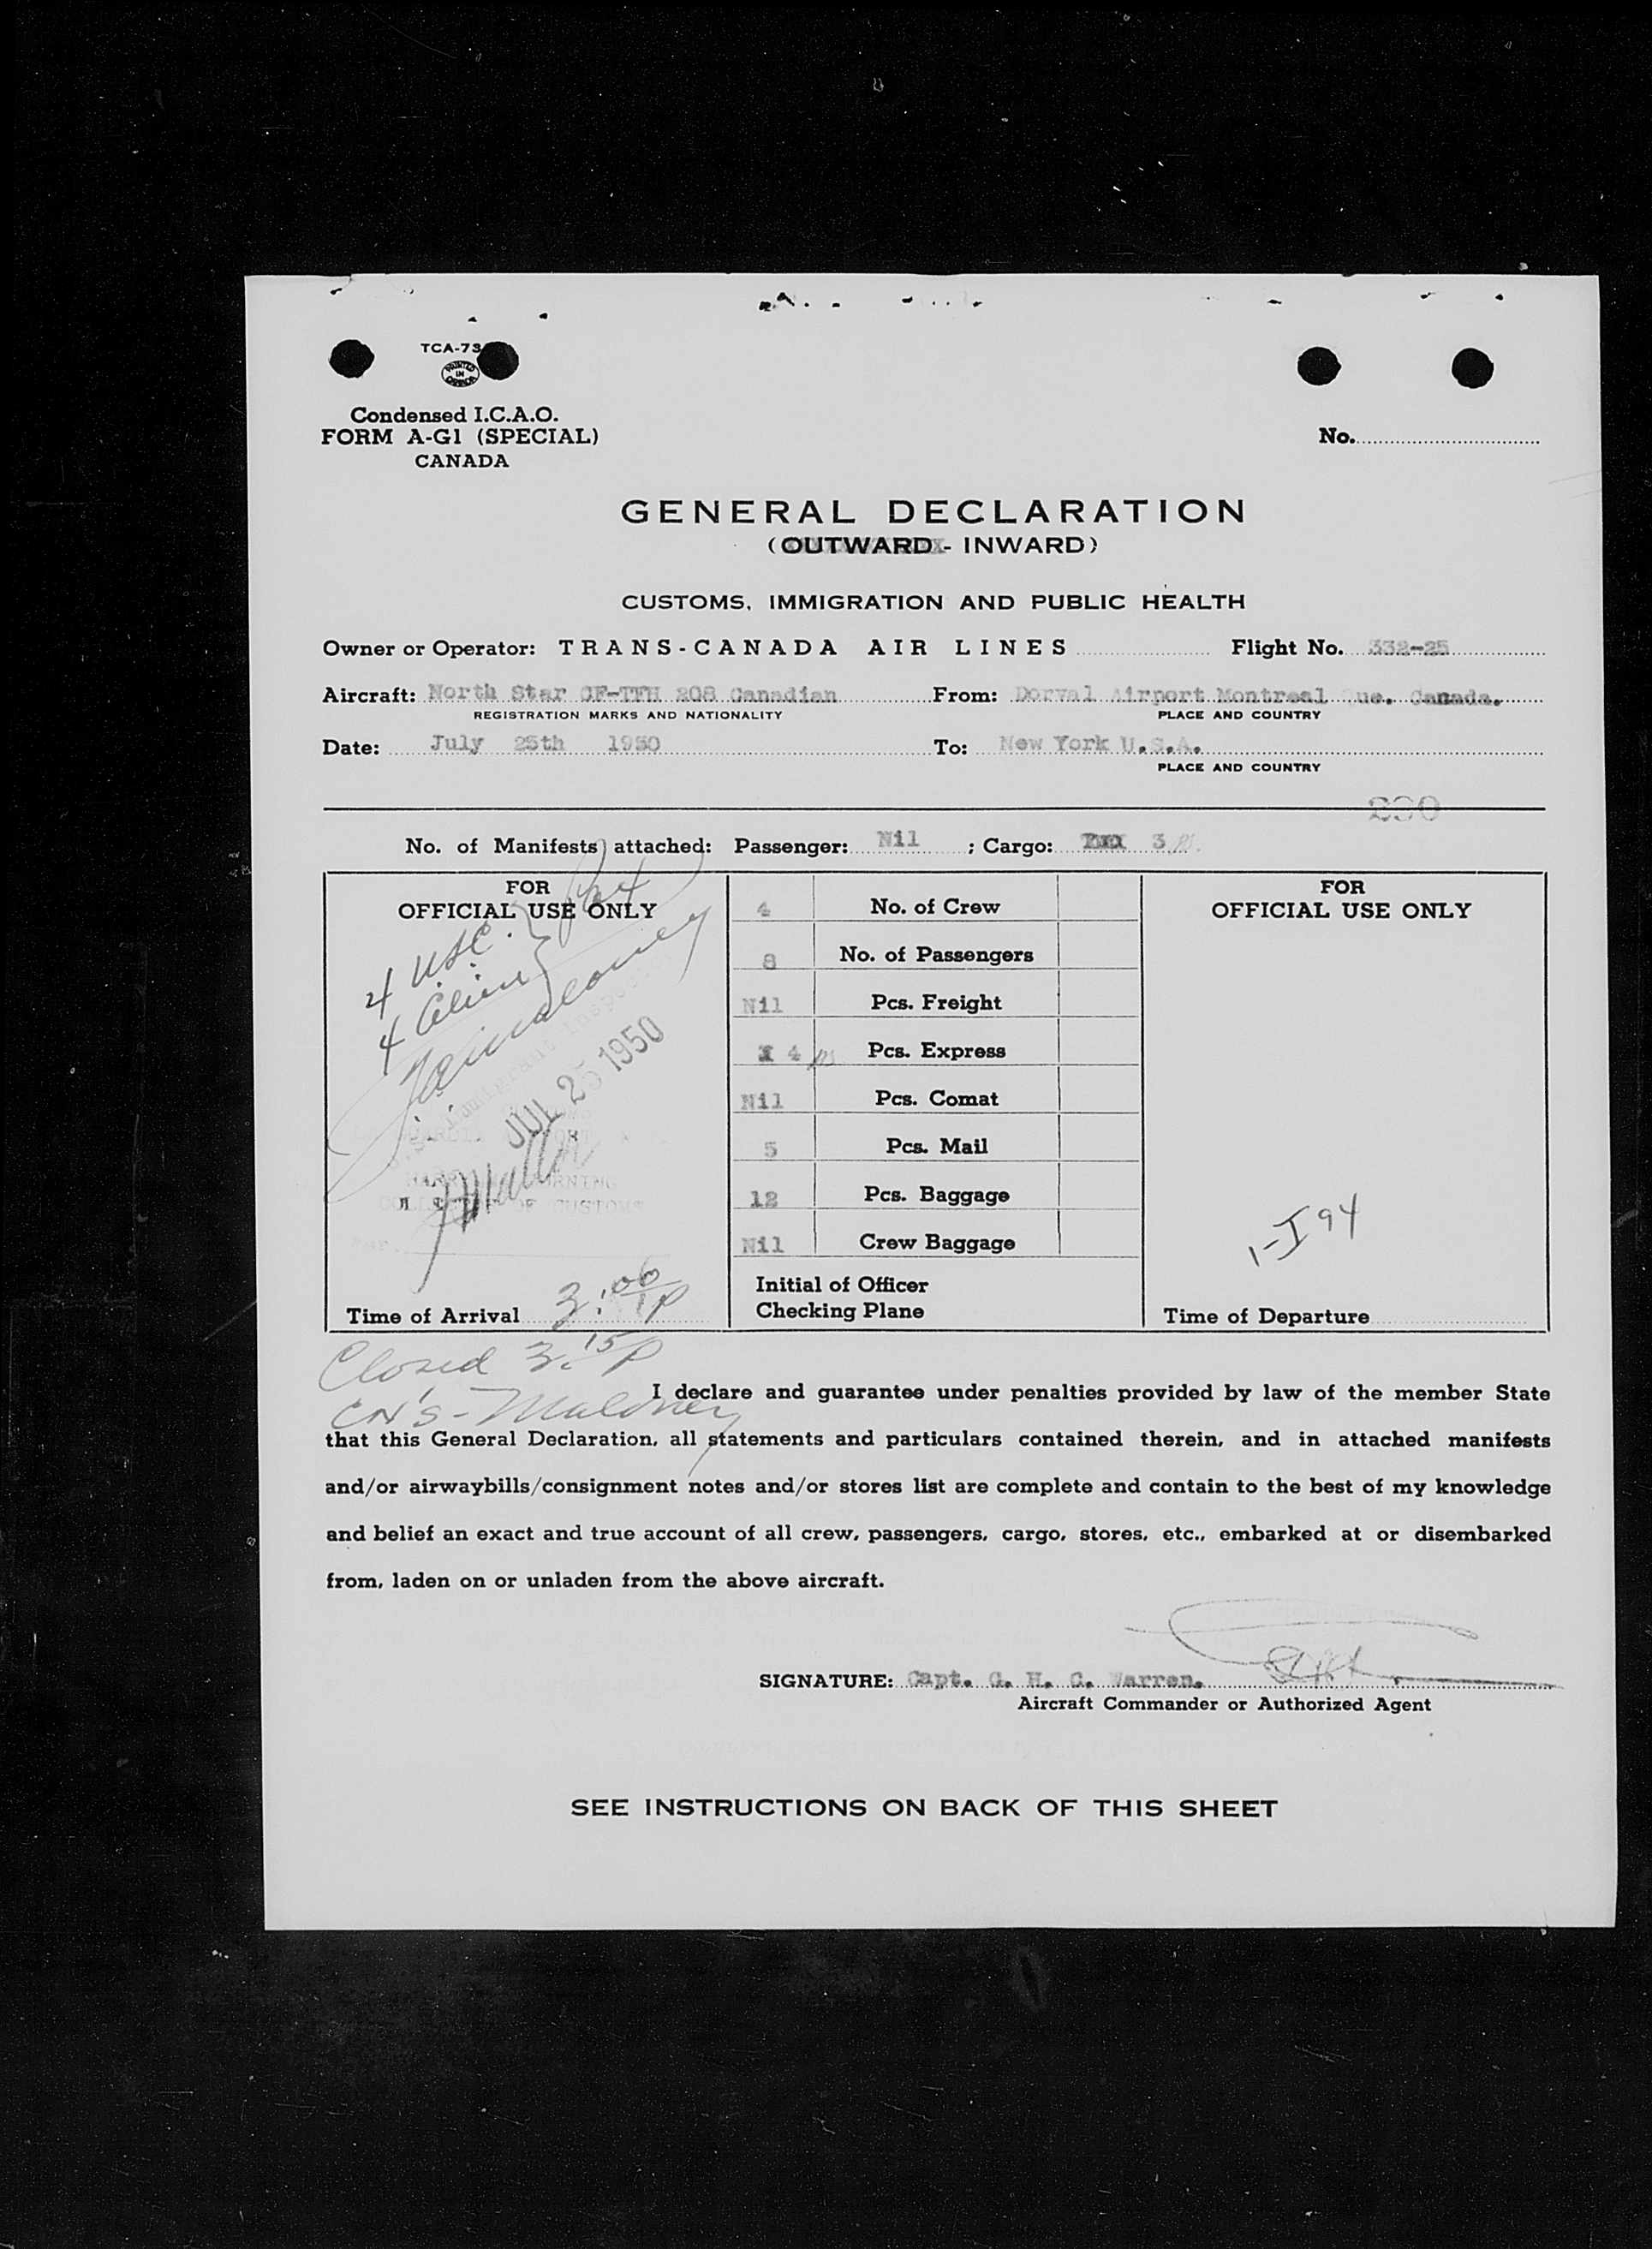 TCA-73
PRINTED IN CANADA
Condensed I.C.A.O.
FORM A-G1 (SPECIAL)
CANADA
No.
GENERAL DECLARATION
(OUTWARD - INWARD)
CUSTOMS, IMMIGRATION AND PUBLIC HEALTH
Owner or Operator: TRANS-CANADA AIR LINES Flight No. 332-25
Aircraft: North Star CF-TFH 208 Canadian From: Dorval Airport Montreal Que. Canada.
REGISTRATION MARKS AND NATIONALITY PLACE AND COUNTRY
Date: July 25th 1950 To: New York U.S.A.
PLACE AND COUNTRY
230
No. of Manifests attached: Passenger: Nil ; Cargo: 3
FOR
OFFICIAL USE ONLY
4 USC.
4 Alien
JUL 25 1950
COLLECTOR OF CUSTOMS
Time of Arrival 3:06 p
4 No. of Crew
8 No. of Passengers
Nil Pcs. Freight
4 Pcs. Express
Nil Pcs. Comat
5 Pcs. Mail
12 Pcs. Baggage
Nil Crew Baggage
Initial of Officer
Checking Plane
FOR
OFFICIAL USE ONLY
1-I 94
Time of Departure
Closed 3:15 p
CN's - Maloney
I declare and guarantee under penalties provided by law of the member State
that this General Declaration, all statements and particulars contained therein, and in attached manifests
and/or airwaybills/consignment notes and/or stores list are complete and contain to the best of my knowledge
and belief an exact and true account of all crew, passengers, cargo, stores, etc., embarked at or disembarked
from, laden on or unladen from the above aircraft.
SIGNATURE: Capt. G. H. C. Warren.
Aircraft Commander or Authorized Agent
SEE INSTRUCTIONS ON BACK OF THIS SHEET